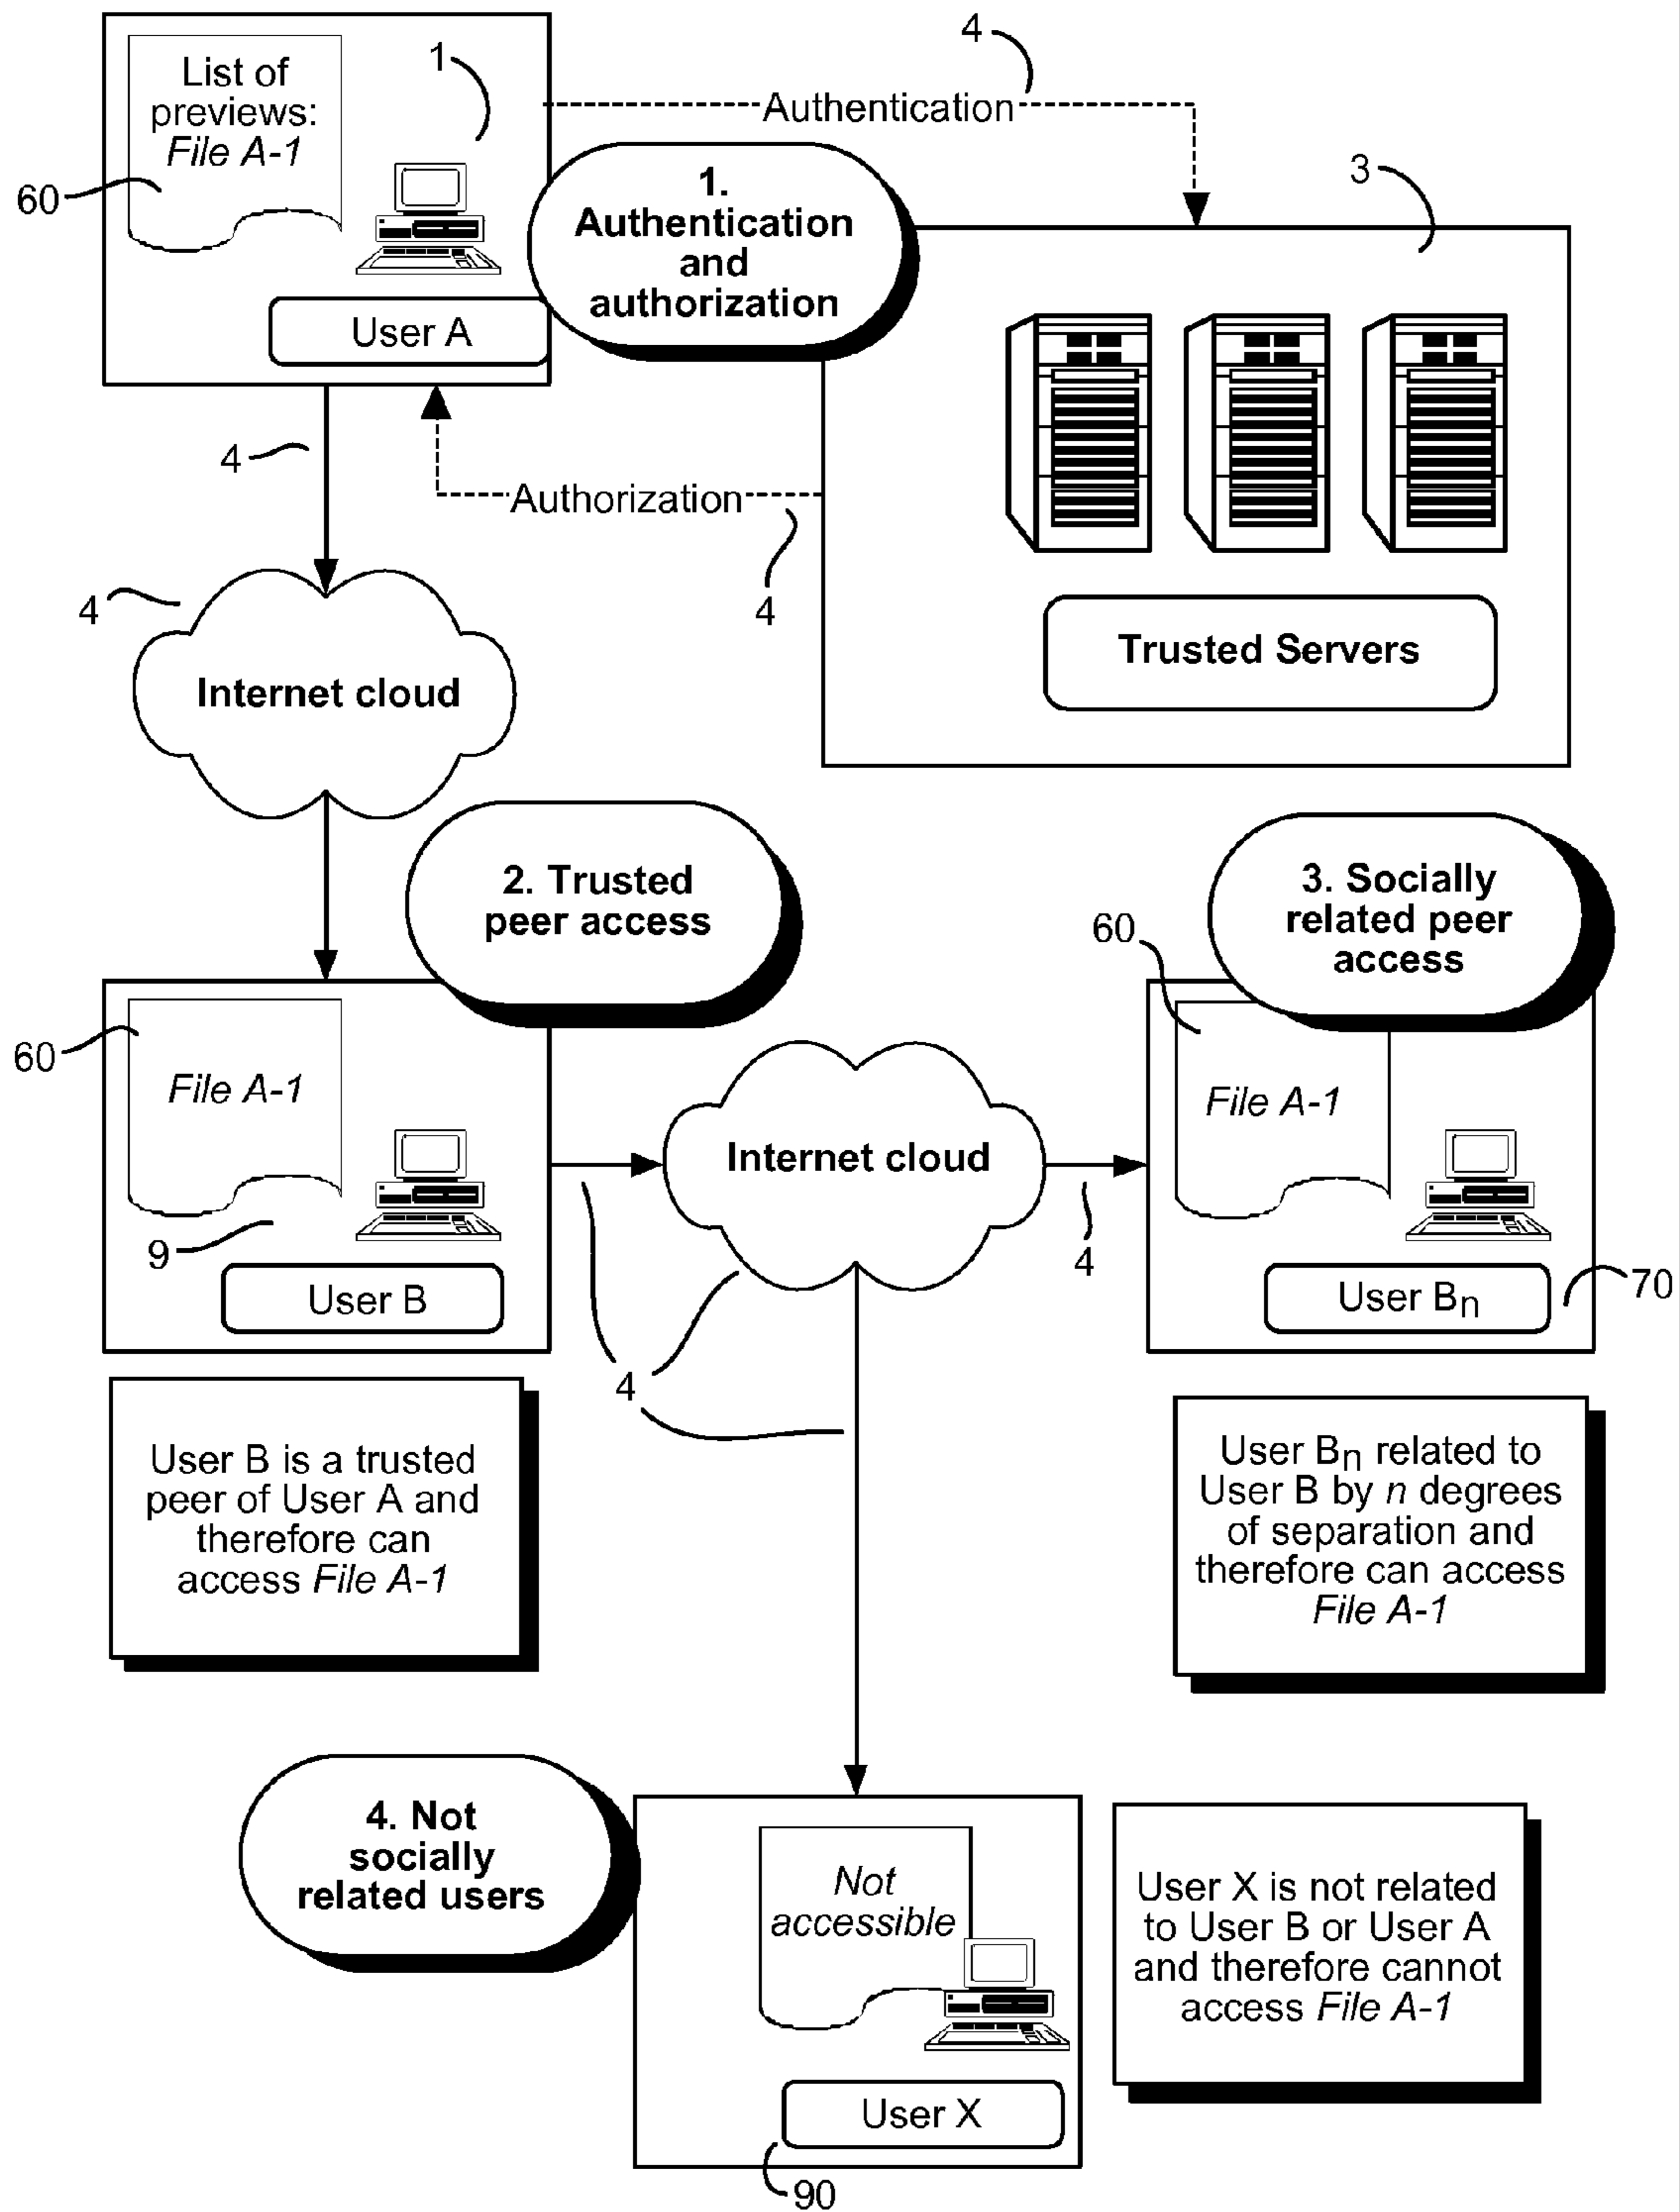 List of
previews:
File A-1
1
60
User A
4
Authentication
1.
Authentication
and
authorization
3
4
Authorization
4
Trusted Servers
4
Internet cloud
2. Trusted
peer access
3. Socially
related peer
access
60
File A-1
9
User B
Internet cloud
4
4
60
File A-1
User Bn
70
User B is a trusted
peer of User A and
therefore can
access File A-1
User Bn related to
User B by n degrees
of separation and
therefore can access
File A-1
4. Not
socially
related users
Not
accessible
User X
90
User X is not related
to User B or User A
and therefore cannot
access File A-1